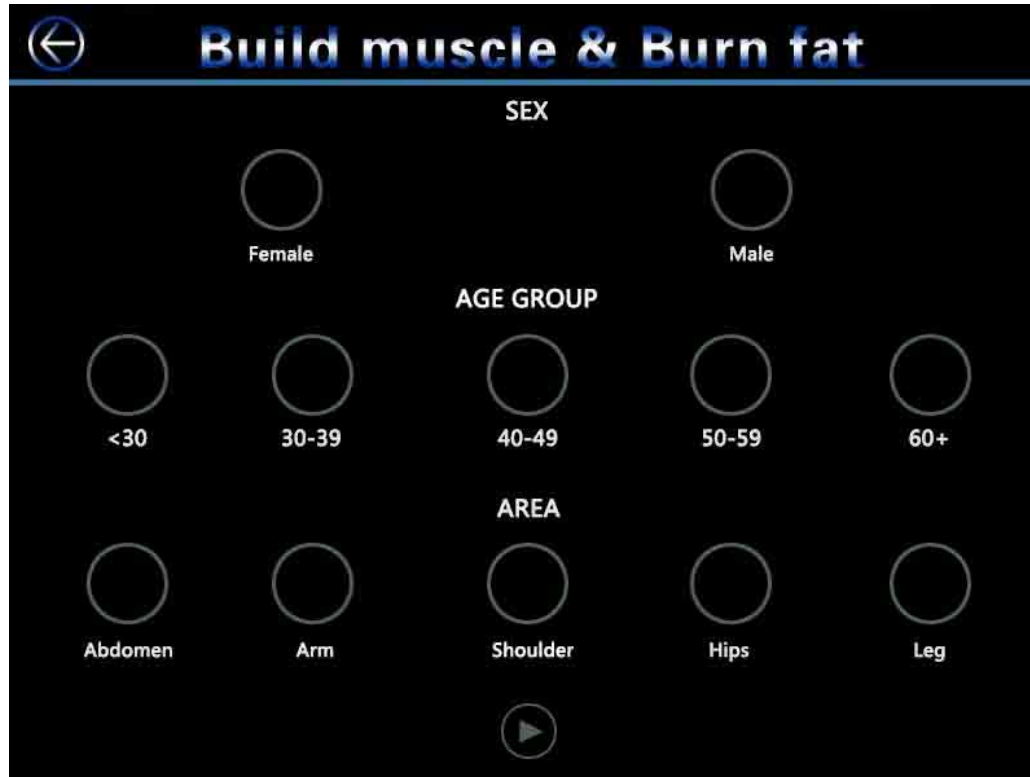 Build muscle & Burn fat
SEX
Female Male
AGE GROUP
<30 30-39 40-49 50-59 60+
AREA
Abdomen Arm Shoulder Hips Leg